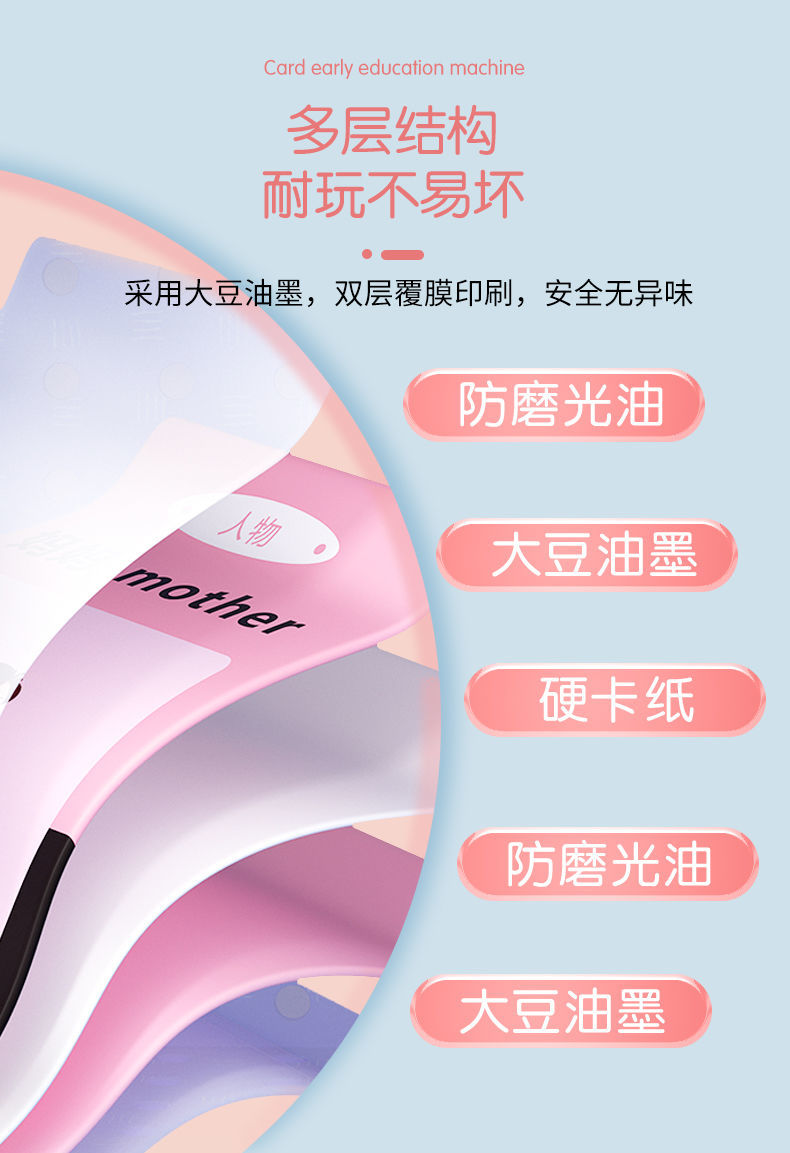 Card early education machine
多层结构
耐玩不易坏
采用大豆油墨，双层覆膜印刷，安全无异味
防磨光油
大豆油墨
人物
mother
硬卡纸
防磨光油
大豆油墨